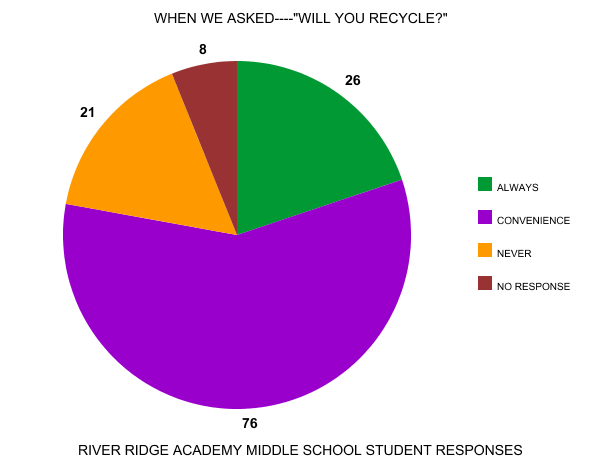 WHEN WE ASKED----"WILL YOU RECYCLE?"
8
26
21
ALWAYS
CONVENIENCE
NEVER
NO RESPONSE
76
RIVER RIDGE ACADEMY MIDDLE SCHOOL STUDENT RESPONSES